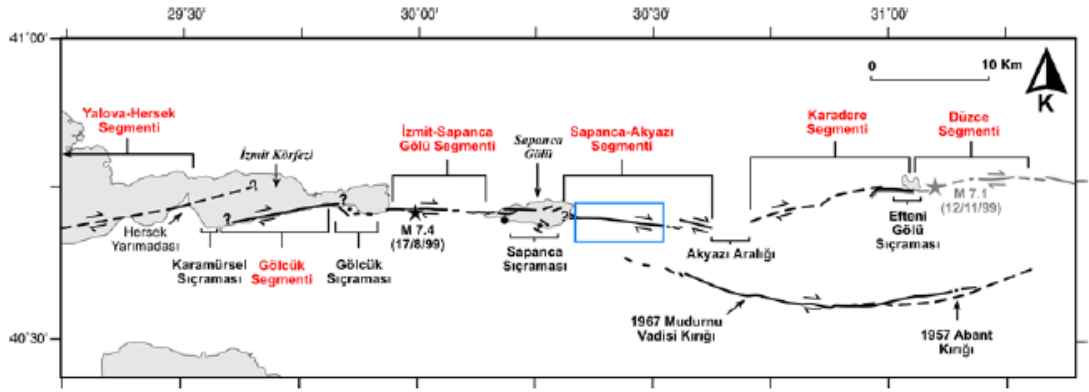 29°30'
30°00'
30°30'
31°00'
41°00'
40°30'
0 10 Km
K
Yalova-Hersek
Segmenti
İzmit Körfezi
İzmit-Sapanca
Gölü Segmenti
Sapanca
Gölü
Sapanca-Akyazı
Segmenti
Karadere
Segmenti
Düzce
Segmenti
M 7.1
(12/11/99)
?
?
?
?
Hersek
Yarımadası
Karamürsel
Sıçraması
Gölcük
Segmenti
Gölcük
Sıçraması
M 7.4
(17/8/99)
Sapanca
Sıçraması
Akyazı Aralığı
Efteni
Gölü
Sıçraması
1967 Mudurnu
Vadisi Kırığı
1957 Abant
Kırığı